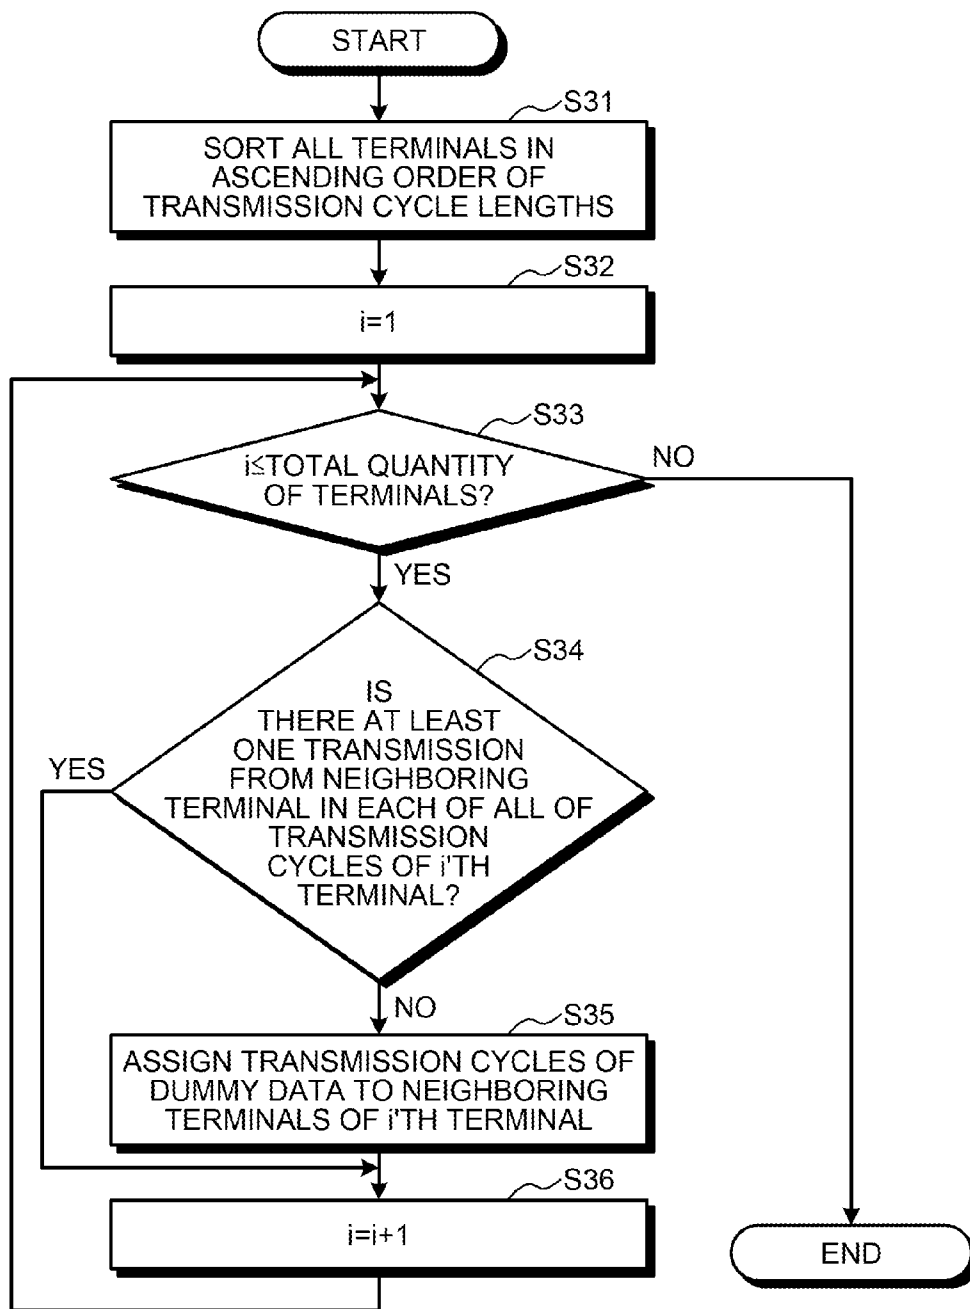 START
S31
SORT ALL TERMINALS IN
ASCENDING ORDER OF
TRANSMISSION CYCLE LENGTHS
S32
i=1
S33
i≦TOTAL QUANTITY
OF TERMINALS?
NO
YES
S34
IS
THERE AT LEAST
ONE TRANSMISSION
FROM NEIGHBORING
TERMINAL IN EACH OF ALL OF
TRANSMISSION
CYCLES OF i'TH
TERMINAL?
YES
NO
S35
ASSIGN TRANSMISSION CYCLES OF
DUMMY DATA TO NEIGHBORING
TERMINALS OF i'TH TERMINAL
S36
i=i+1
END